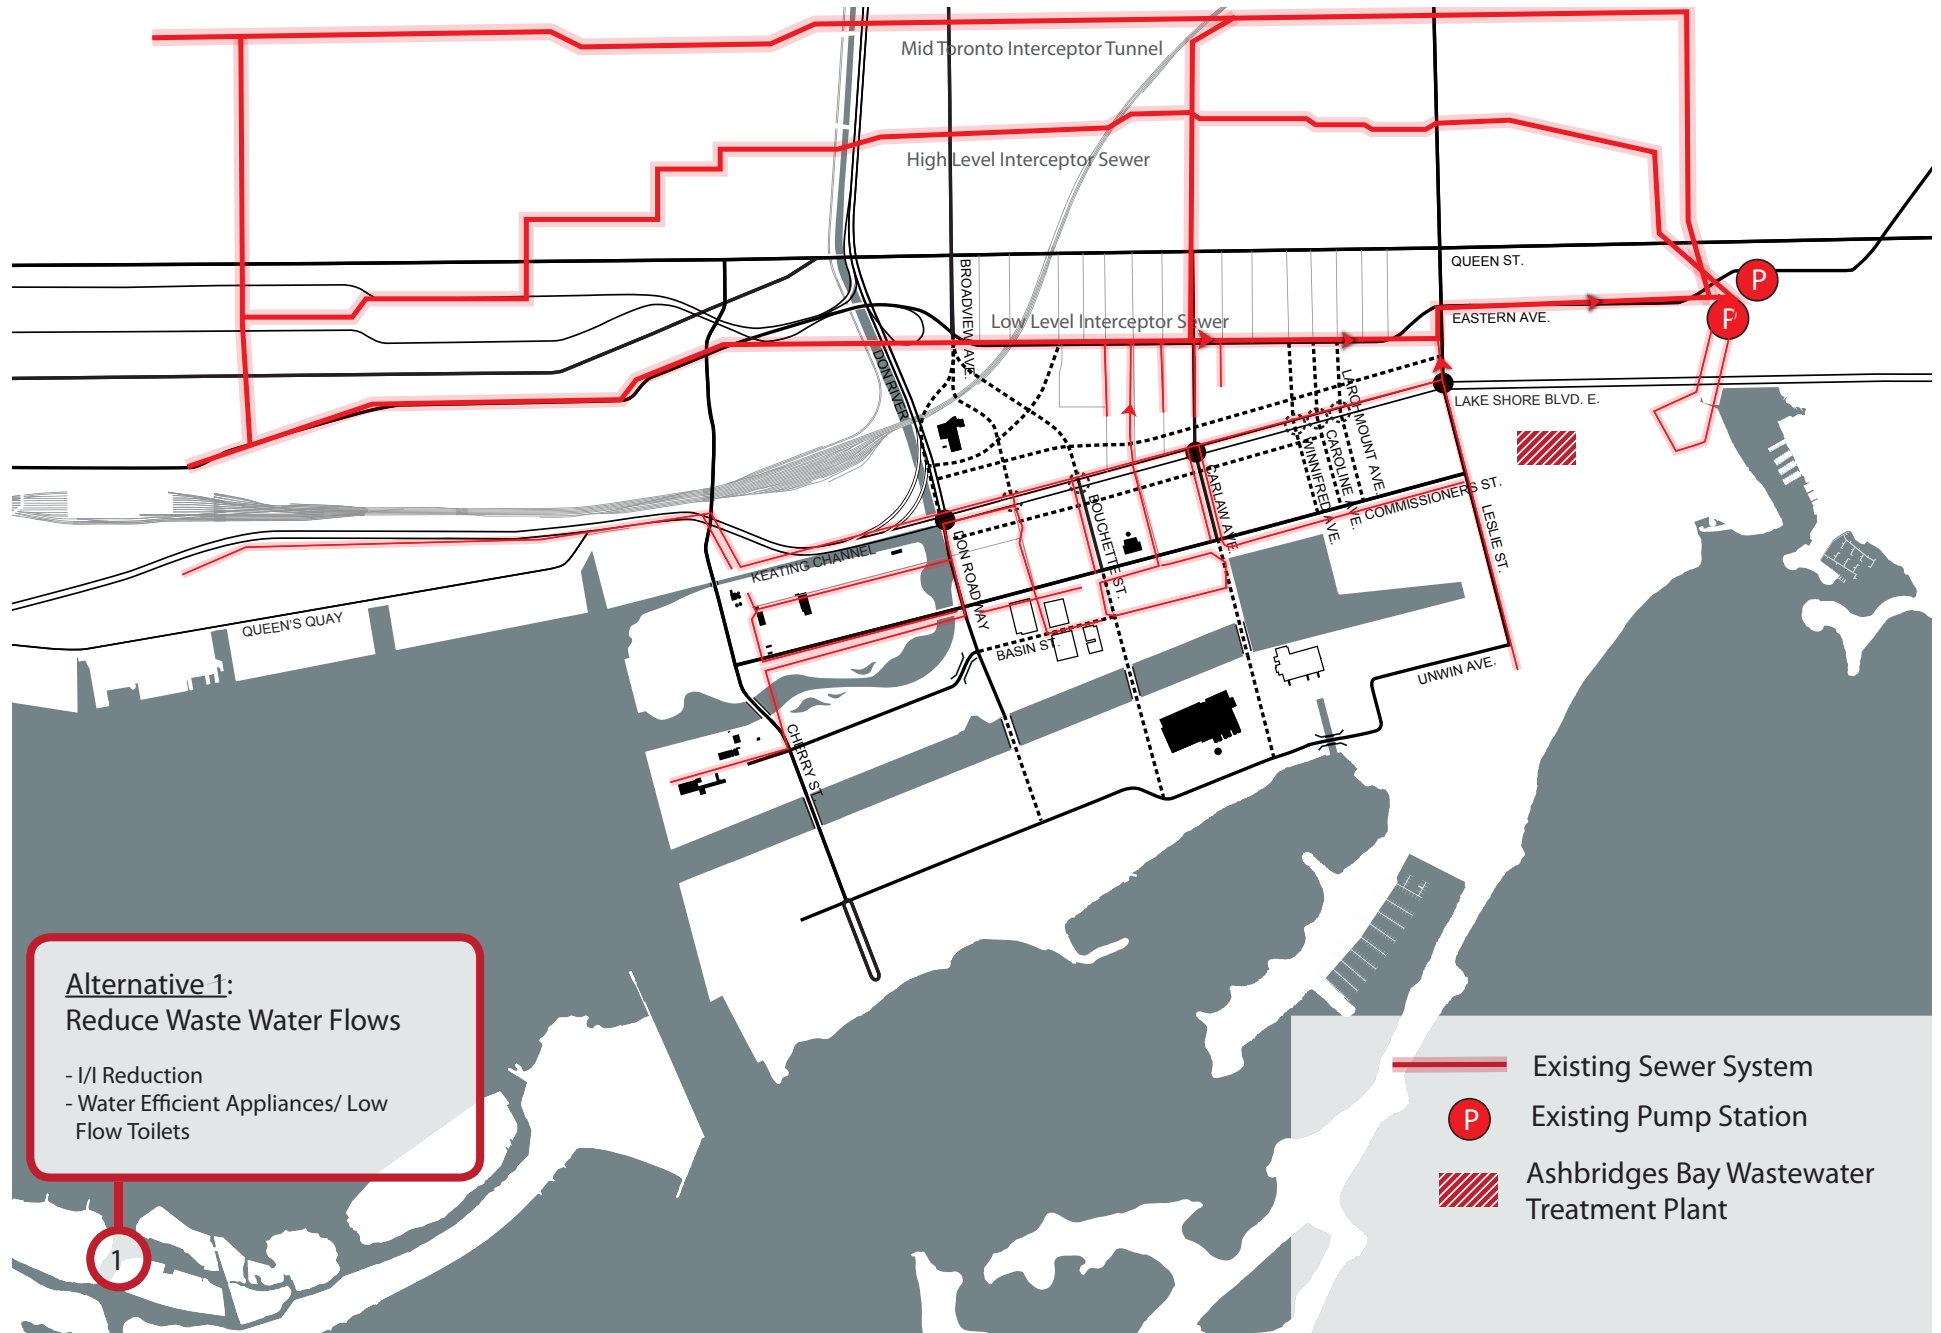 Mid Toronto Interceptor Tunnel
High Level Interceptor Sewer
QUEEN ST.
BROADVIEW AVE.
P
EASTERN AVE.
P
Low Level Interceptor Sewer
DON RIVER
LARCHMOUNT AVE.
LAKE SHORE BLVD. E.
CAROLINE AVE.
WINNIFRED AVE.
CARLAW AVE.
COMMISSIONERS ST.
BOUCHETTE ST.
LESLIE ST.
DON ROADWAY
KEATING CHANNEL
QUEEN'S QUAY
BASIN ST.
UNWIN AVE.
CHERRY ST.
Alternative 1:
Reduce Waste Water Flows
- I/I Reduction
- Water Efficient Appliances/ Low
Flow Toilets
1
Existing Sewer System
P
Existing Pump Station
Ashbridges Bay Wastewater
Treatment Plant